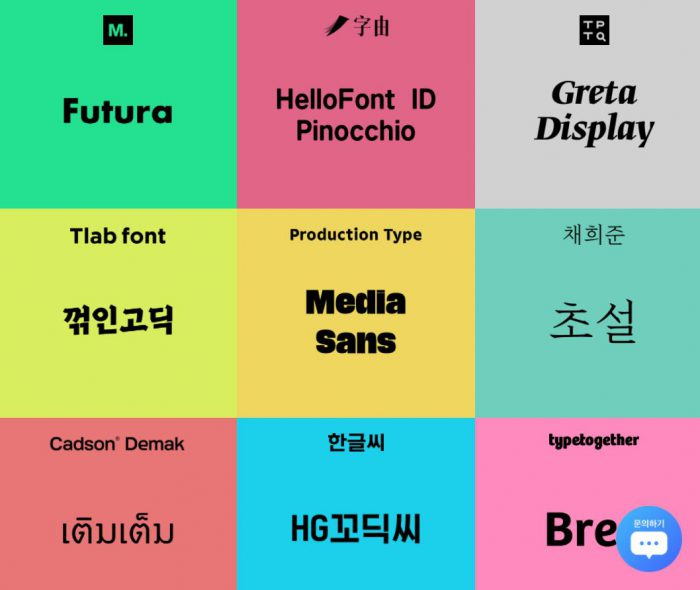 M.
Futura
字由
HelloFont ID
Pinocchio
TP
TQ
Greta
Display
Tlab font
꺾인고딕
Production Type
Media
Sans
채희준
초설
Cadson® Demak
เติมเต็ม
한글씨
HG꼬딕씨
typetogether
Bre
문의하기